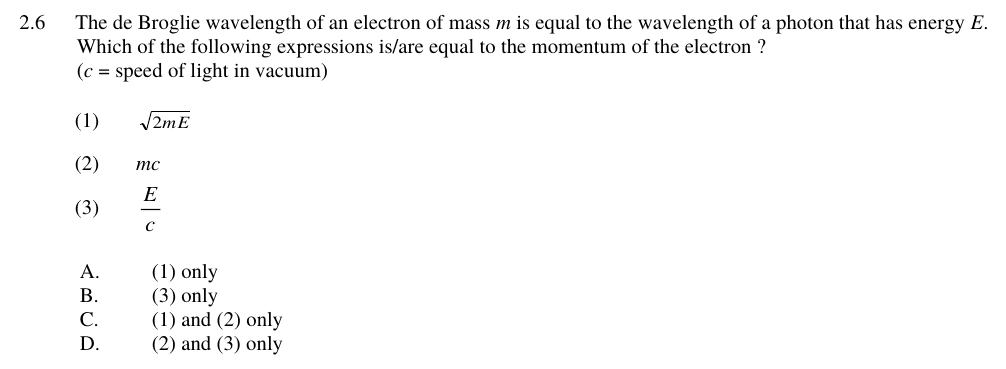 2.6 The de Broglie wavelength of an electron of mass m is equal to the wavelength of a photon that has energy E.
Which of the following expressions is/are equal to the momentum of the electron ?
(c = speed of light in vacuum)
(1) √2mE
(2) mc
(3) E/c
A. (1) only
B. (3) only
C. (1) and (2) only
D. (2) and (3) only